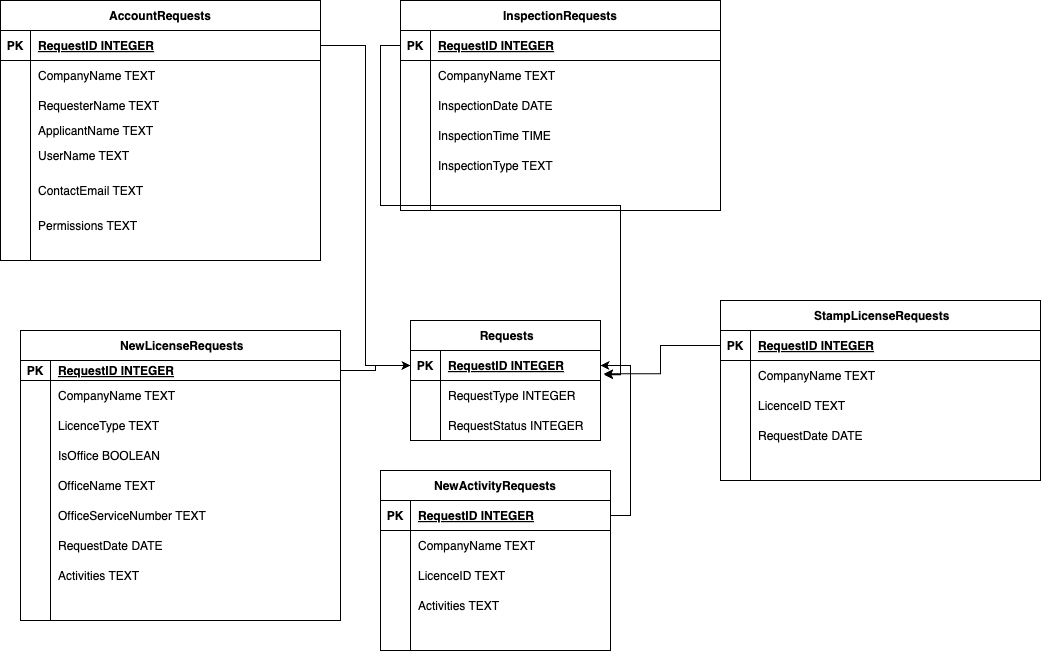 AccountRequests
PK RequestID INTEGER
CompanyName TEXT
RequesterName TEXT
ApplicantName TEXT
UserName TEXT
ContactEmail TEXT
Permissions TEXT
InspectionRequests
PK RequestID INTEGER
CompanyName TEXT
InspectionDate DATE
InspectionTime TIME
InspectionType TEXT
NewLicenseRequests
PK RequestID INTEGER
CompanyName TEXT
LicenceType TEXT
IsOffice BOOLEAN
OfficeName TEXT
OfficeServiceNumber TEXT
RequestDate DATE
Activities TEXT
Requests
PK RequestID INTEGER
RequestType INTEGER
RequestStatus INTEGER
StampLicenseRequests
PK RequestID INTEGER
CompanyName TEXT
LicenceID TEXT
RequestDate DATE
NewActivityRequests
PK RequestID INTEGER
CompanyName TEXT
LicenceID TEXT
Activities TEXT